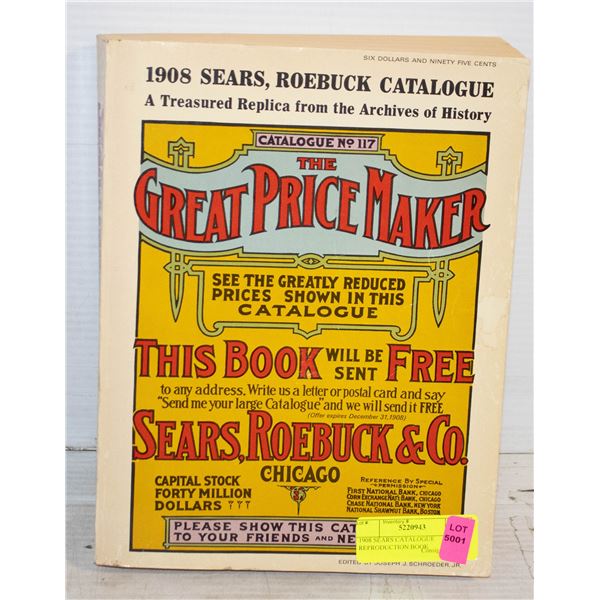 SIX DOLLARS AND NINETY FIVE CENTS
1908 SEARS, ROEBUCK CATALOGUE
A Treasured Replica from the Archives of History
CATALOGUE Nº 117
THE
GREAT PRICE MAKER
SEE THE GREATLY REDUCED
PRICES SHOWN IN THIS
CATALOGUE
THIS BOOK WILL BE SENT FREE
to any address. Write us a letter or postal card and say
"Send me your large Catalogue" and we will send it FREE
(Offer expires December 31, 1908)
SEARS, ROEBUCK & CO.
CHICAGO
CAPITAL STOCK
FORTY MILLION
DOLLARS
REFERENCE BY SPECIAL
PERMISSION
FIRST NATIONAL BANK, CHICAGO
CORN EXCHANGE NAT'L BANK, CHICAGO
CHASE NATIONAL BANK, NEW YORK
NATIONAL SHAWMUT BANK, BOSTON
PLEASE SHOW THIS CAT
TO YOUR FRIENDS AND NE
Inventory #
5220943
1908 SEARS CATALOGUE
REPRODUCTION BOOK
LOT
5001
EDITED BY JOSEPH J. SCHROEDER, JR.